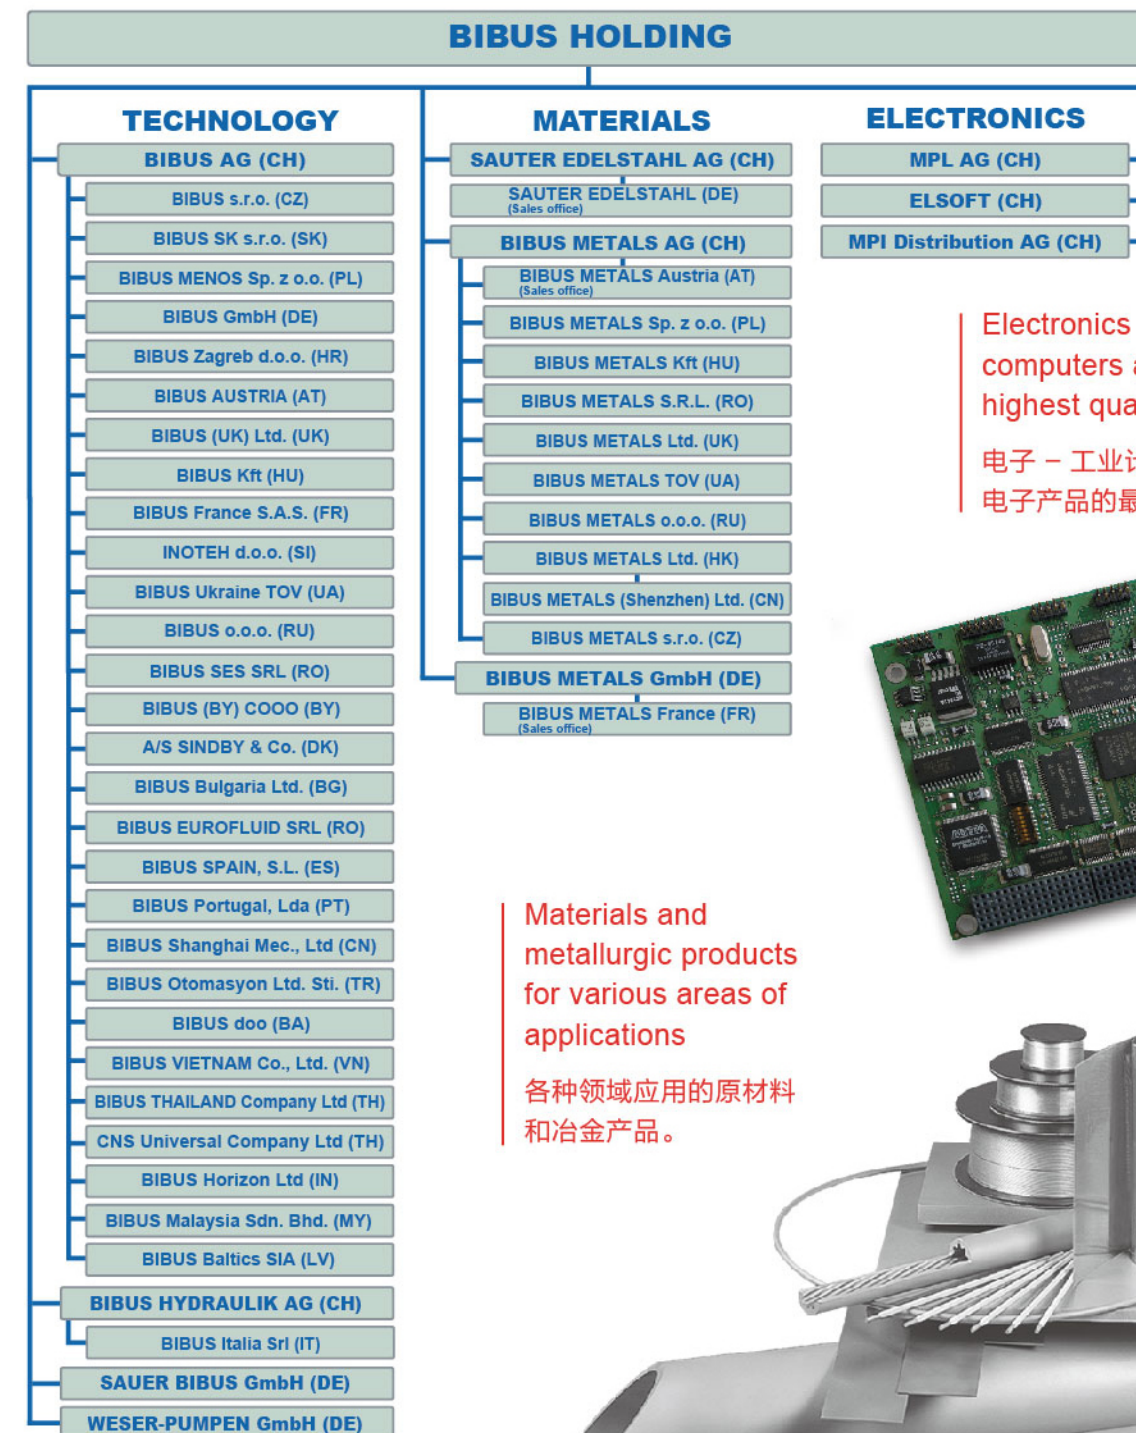 BIBUS HOLDING
TECHNOLOGY
BIBUS AG (CH)
BIBUS s.r.o. (CZ)
BIBUS SK s.r.o. (SK)
BIBUS MENOS Sp. z o.o. (PL)
BIBUS GmbH (DE)
BIBUS Zagreb d.o.o. (HR)
BIBUS AUSTRIA (AT)
BIBUS (UK) Ltd. (UK)
BIBUS Kft (HU)
BIBUS France S.A.S. (FR)
INOTEH d.o.o. (SI)
BIBUS Ukraine TOV (UA)
BIBUS o.o.o. (RU)
BIBUS SES SRL (RO)
BIBUS (BY) COOO (BY)
A/S SINDBY & Co. (DK)
BIBUS Bulgaria Ltd. (BG)
BIBUS EUROFLUID SRL (RO)
BIBUS SPAIN, S.L. (ES)
BIBUS Portugal, Lda (PT)
BIBUS Shanghai Mec., Ltd (CN)
BIBUS Otomasyon Ltd. Sti. (TR)
BIBUS doo (BA)
BIBUS VIETNAM Co., Ltd. (VN)
BIBUS THAILAND Company Ltd (TH)
CNS Universal Company Ltd (TH)
BIBUS Horizon Ltd (IN)
BIBUS Malaysia Sdn. Bhd. (MY)
BIBUS Baltics SIA (LV)
BIBUS HYDRAULIK AG (CH)
BIBUS Italia Srl (IT)
SAUER BIBUS GmbH (DE)
WESER-PUMPEN GmbH (DE)
MATERIALS
SAUTER EDELSTAHL AG (CH)
SAUTER EDELSTAHL (DE)
(Sales office)
BIBUS METALS AG (CH)
BIBUS METALS Austria (AT)
(Sales office)
BIBUS METALS Sp. z o.o. (PL)
BIBUS METALS Kft (HU)
BIBUS METALS S.R.L. (RO)
BIBUS METALS Ltd. (UK)
BIBUS METALS TOV (UA)
BIBUS METALS o.o.o. (RU)
BIBUS METALS Ltd. (HK)
BIBUS METALS (Shenzhen) Ltd. (CN)
BIBUS METALS s.r.o. (CZ)
BIBUS METALS GmbH (DE)
BIBUS METALS France (FR)
(Sales office)
Materials and
metallurgic products
for various areas of
applications
各种领域应用的原材料
和冶金产品。
ELECTRONICS
MPL AG (CH)
ELSOFT (CH)
MPI Distribution AG (CH)
Electronics
computers
highest qua
电子 – 工业计
电子产品的最